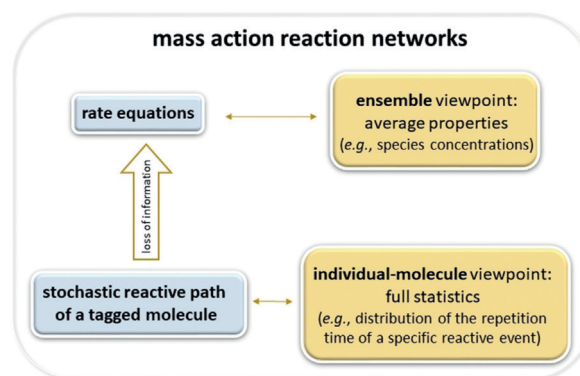 mass action reaction networks
rate equations
ensemble viewpoint:
average properties
(e.g., species concentrations)
loss of information
stochastic reactive path
of a tagged molecule
individual-molecule viewpoint:
full statistics
(e.g., distribution of the repetition
time of a specific reactive event)